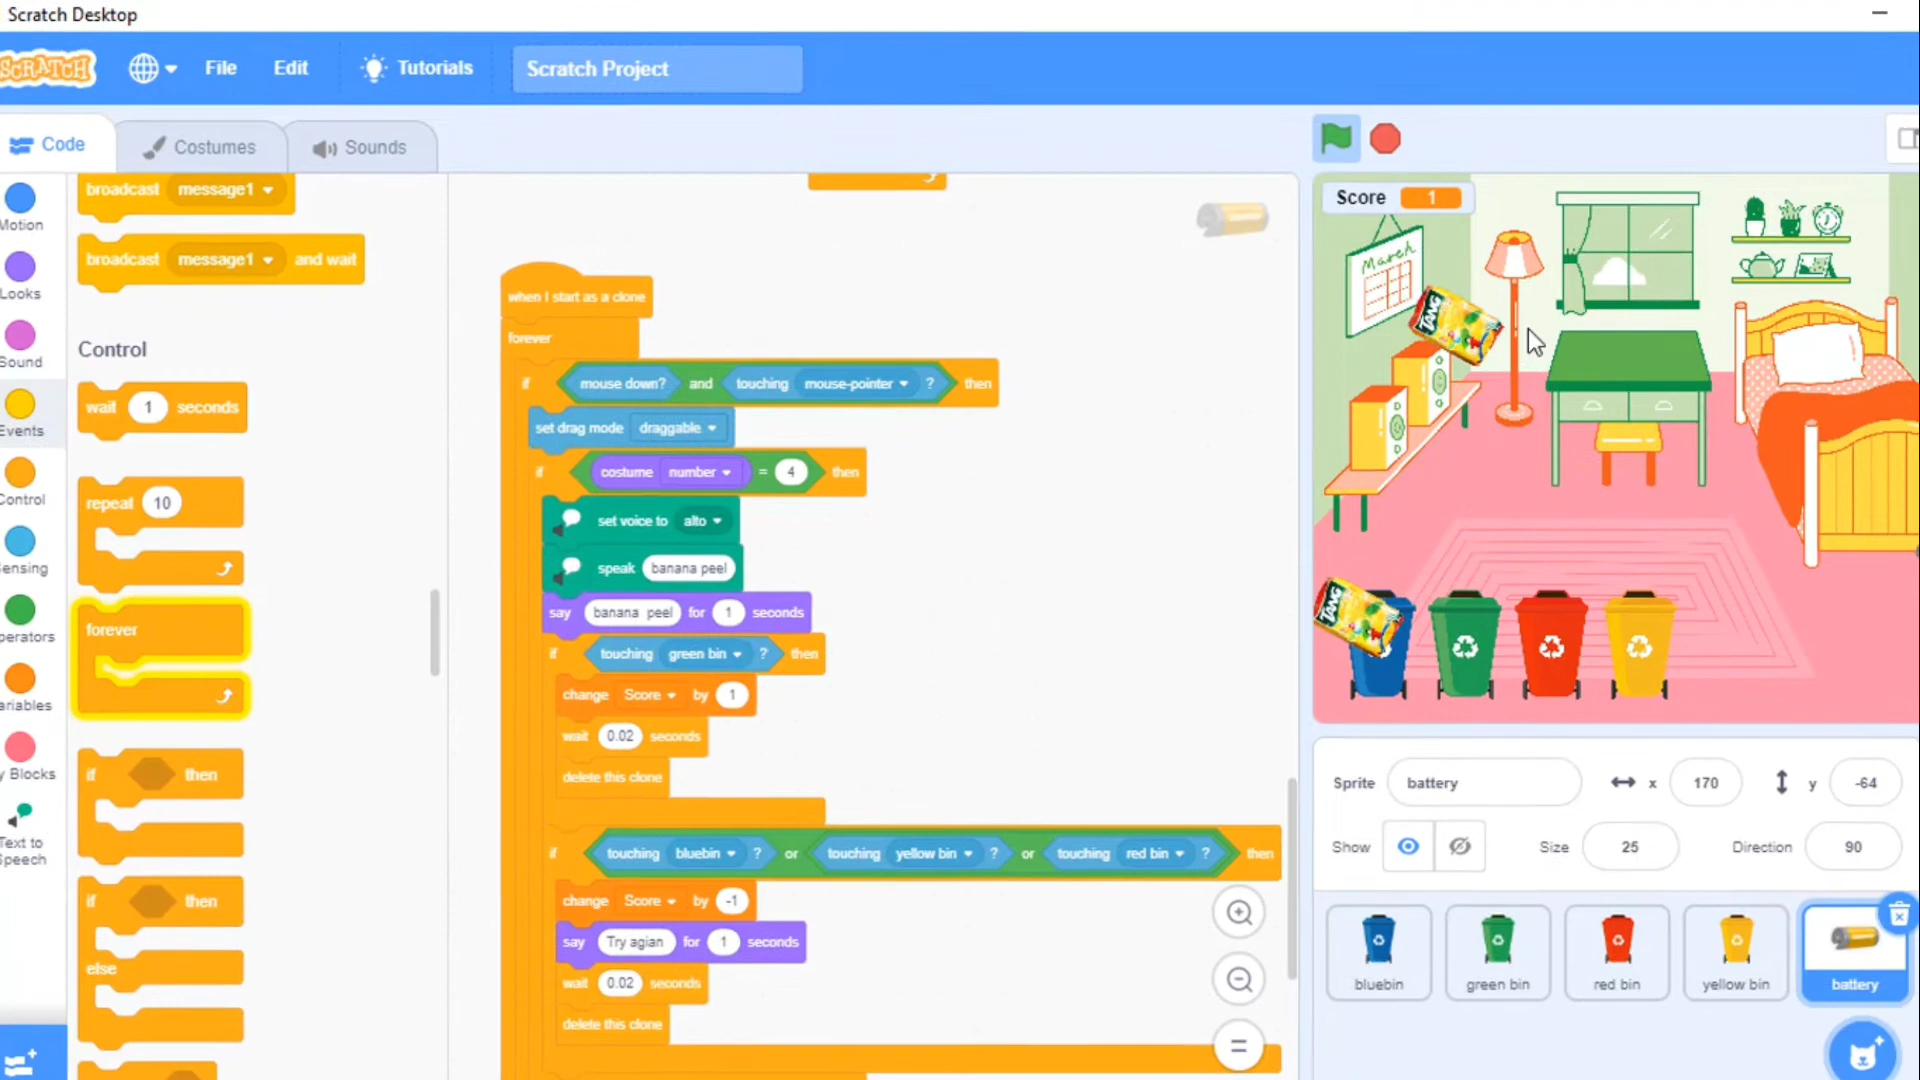 Scratch Desktop
SCRATCH
File
Edit
Tutorials
Scratch Project
Code
Costumes
Sounds
Motion
Looks
Sound
Events
Control
Sensing
Operators
Variables
My Blocks
Text to
Speech
broadcast message1
broadcast message1 and wait
Control
wait 1 seconds
repeat 10
forever
if then
if then
else
when I start as a clone
forever
if mouse down? and touching mouse-pointer ? then
set drag mode draggable
if costume number = 4 then
set voice to alto
speak banana peel
say banana peel for 1 seconds
if touching green bin ? then
change Score by 1
wait 0.02 seconds
delete this clone
if touching bluebin ? or touching yellow bin ? or touching red bin ? then
change Score by -1
say Try agian for 1 seconds
wait 0.02 seconds
delete this clone
Score 1
March
TANG
TANG
Sprite battery x 170 y -64
Show Size 25 Direction 90
bluebin
green bin
red bin
yellow bin
battery